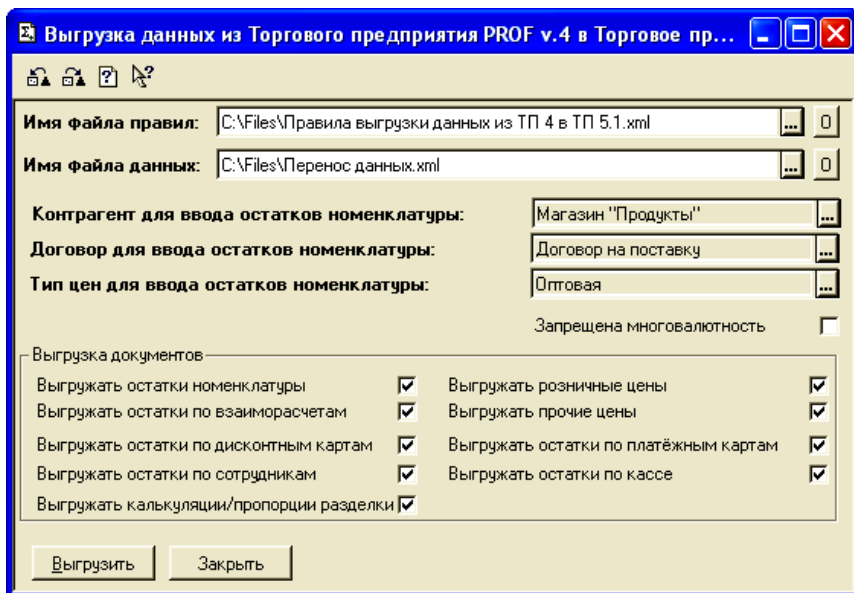 Выгрузка данных из Торгового предприятия PROF v.4 в Торговое пр...
Имя файла правил: C:\Files\Правила выгрузки данных из ТП 4 в ТП 5.1.xml ... 0
Имя файла данных: C:\Files\Перенос данных.xml ... 0
Контрагент для ввода остатков номенклатуры: Магазин "Продукты" ...
Договор для ввода остатков номенклатуры: Договор на поставку ...
Тип цен для ввода остатков номенклатуры: Оптовая ...
Запрещена многовалютность
Выгрузка документов
Выгружать остатки номенклатуры Выгружать розничные цены
Выгружать остатки по взаиморасчетам Выгружать прочие цены
Выгружать остатки по дисконтным картам Выгружать остатки по платёжным картам
Выгружать остатки по сотрудникам Выгружать остатки по кассе
Выгружать калькуляции/пропорции разделки
Выгрузить Закрыть